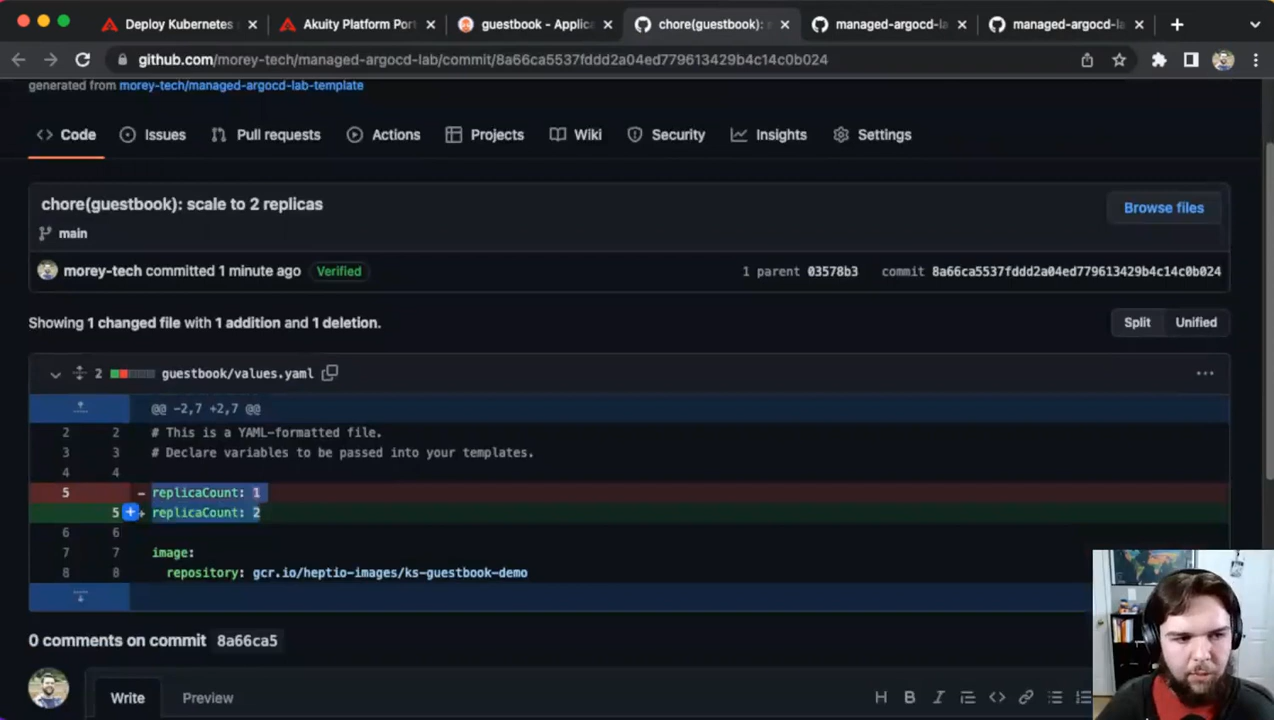 Deploy Kubernetes
Akuity Platform Port
guestbook - Applica
chore(guestbook):
managed-argocd-la
managed-argocd-la
github.com/morey-tech/managed-argocd-lab/commit/8a66ca5537fddd2a04ed779613429b4c14c0b024
generated from morey-tech/managed-argocd-lab-template
Code Issues Pull requests Actions Projects Wiki Security Insights Settings
chore(guestbook): scale to 2 replicas
Browse files
main
morey-tech committed 1 minute ago Verified
1 parent 03578b3 commit 8a66ca5537fddd2a04ed779613429b4c14c0b024
Showing 1 changed file with 1 addition and 1 deletion.
Split Unified
2 guestbook/values.yaml
@@ -2,7 +2,7 @@
2 2 # This is a YAML-formatted file.
3 3 # Declare variables to be passed into your templates.
4 4
5 - replicaCount: 1
5 + replicaCount: 2
6 6
7 7 image:
8 8 repository: gcr.io/heptio-images/ks-guestbook-demo
0 comments on commit 8a66ca5
Write Preview H B I